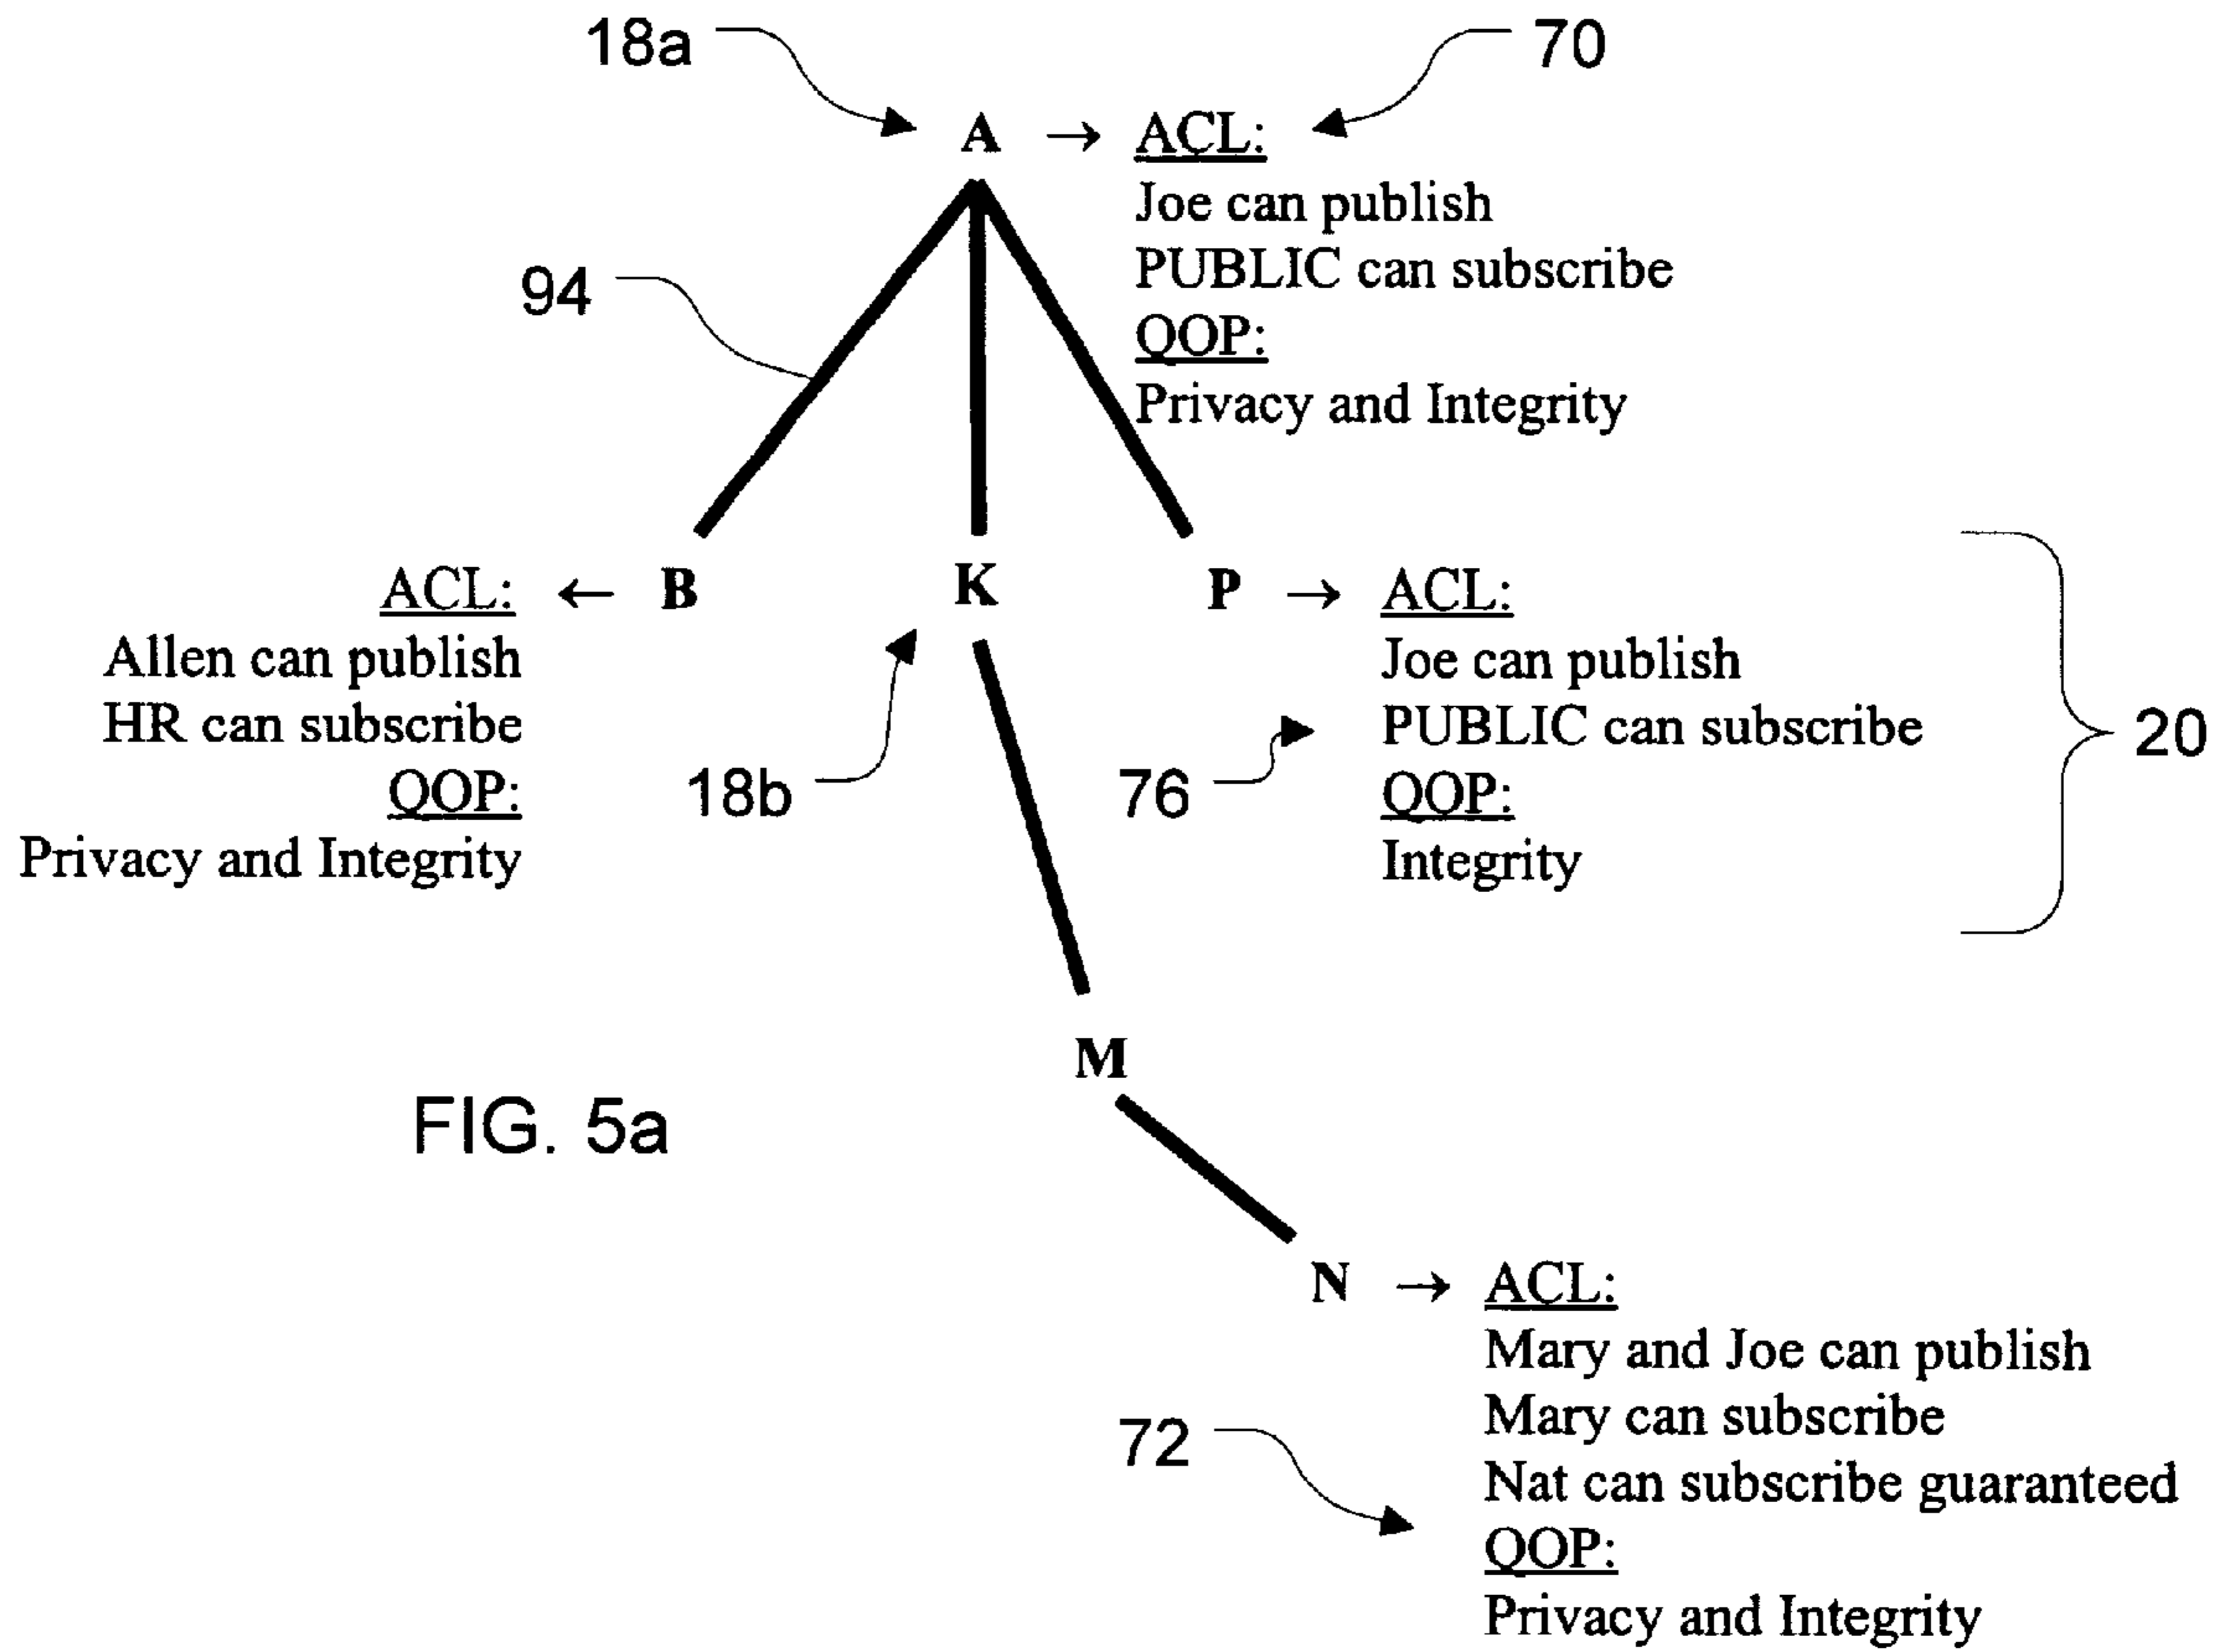 18a
70
A → ACL:
Joe can publish
PUBLIC can subscribe
QOP:
Privacy and Integrity
94
ACL: ← B
K
P → ACL:
Allen can publish
HR can subscribe
QOP:
Privacy and Integrity
18b
76
Joe can publish
PUBLIC can subscribe
QOP:
Integrity
20
M
FIG. 5a
N → ACL:
Mary and Joe can publish
Mary can subscribe
Nat can subscribe guaranteed
QOP:
Privacy and Integrity
72